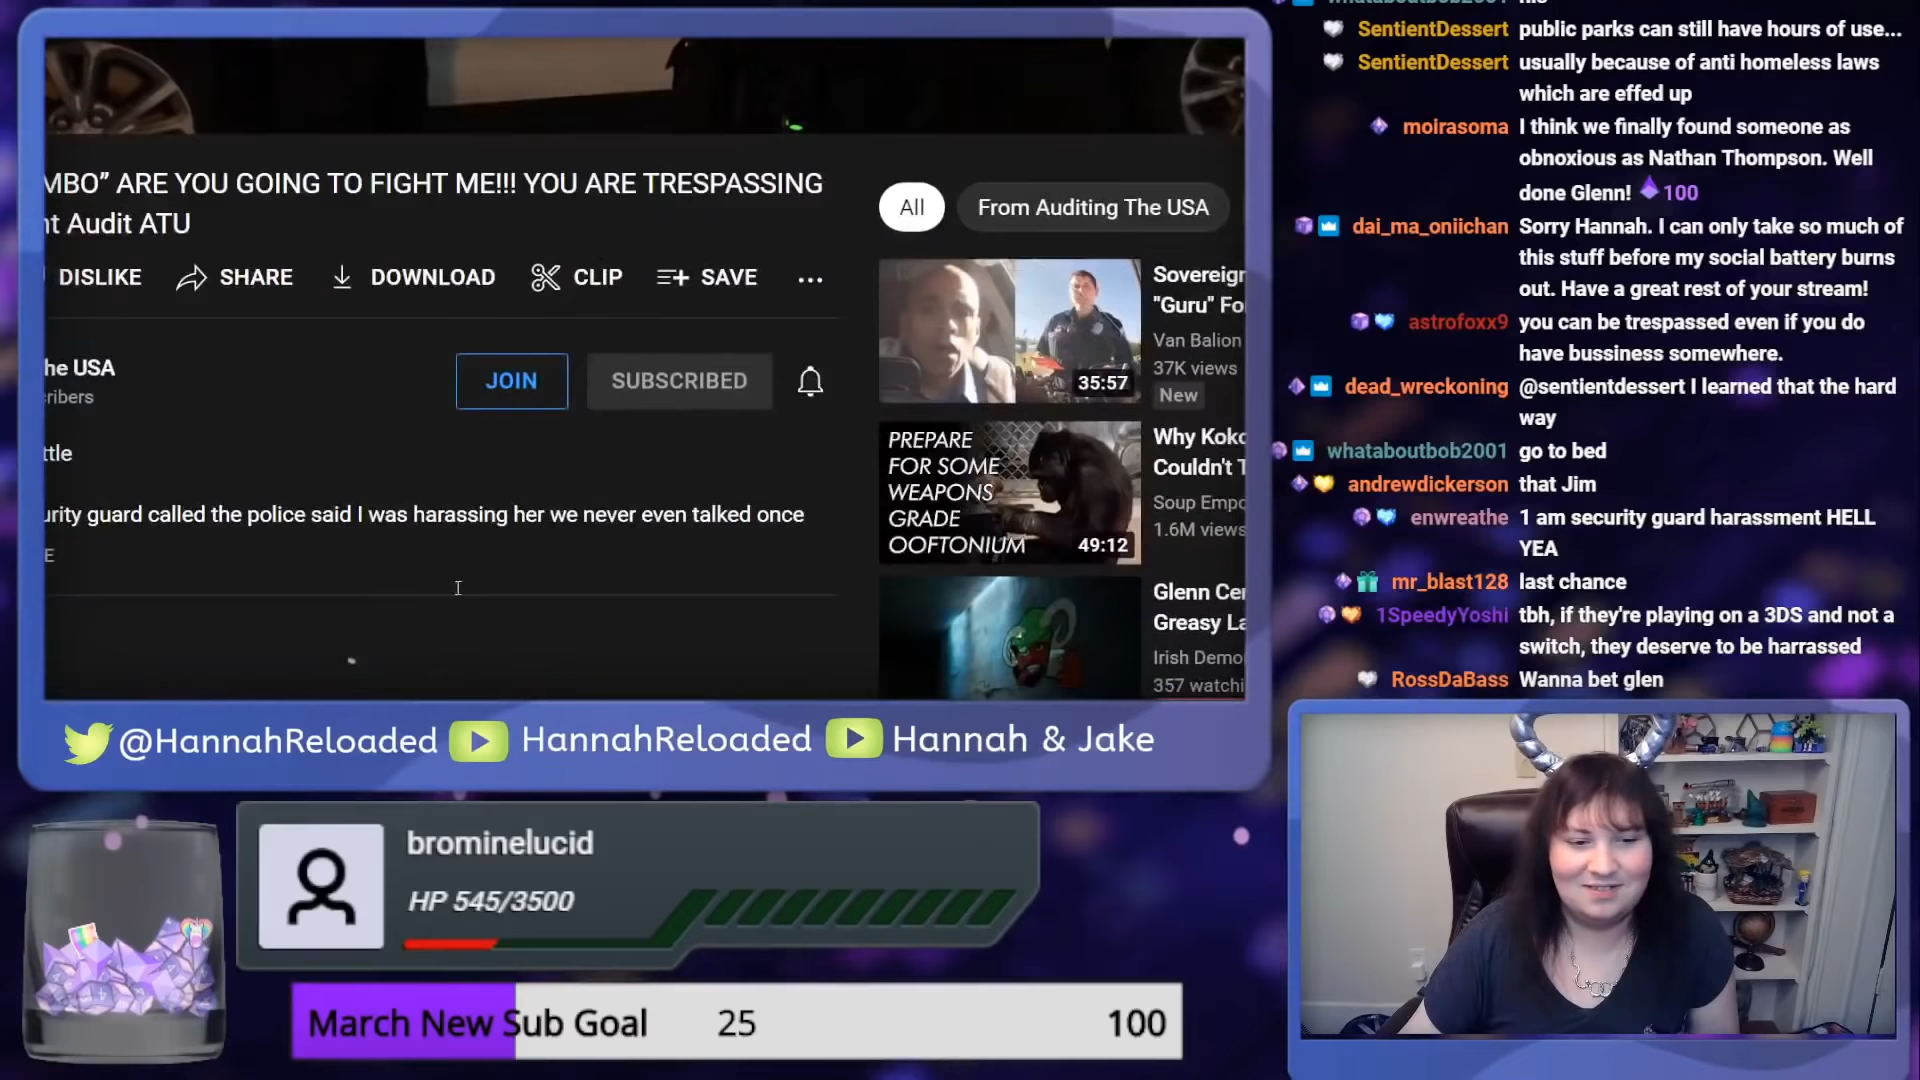 MBO” ARE YOU GOING TO FIGHT ME!!! YOU ARE TRESPASSING
nt Audit ATU
DISLIKE SHARE DOWNLOAD CLIP SAVE ...
he USA
cribers
JOIN SUBSCRIBED
ttle
urity guard called the police said I was harassing her we never even talked once
E
All From Auditing The USA
35:57
Sovereign
"Guru" Fo
Van Balion
37K views
New
PREPARE
FOR SOME
WEAPONS
GRADE
OOFTONIUM
49:12
Why Koko
Couldn't T
Soup Empo
1.6M views
Glenn Cer
Greasy La
Irish Demo
357 watchi
@HannahReloaded HannahReloaded Hannah & Jake
brominelucid
HP 545/3500
March New Sub Goal 25 100
whataboutbob2001
SentientDessert public parks can still have hours of use...
SentientDessert usually because of anti homeless laws
which are effed up
moirasoma I think we finally found someone as
obnoxious as Nathan Thompson. Well
done Glenn! 100
dai_ma_oniichan Sorry Hannah. I can only take so much of
this stuff before my social battery burns
out. Have a great rest of your stream!
astrofoxx9 you can be trespassed even if you do
have bussiness somewhere.
dead_wreckoning @sentientdessert I learned that the hard
way
whataboutbob2001 go to bed
andrewdickerson that Jim
enwreathe 1 am security guard harassment HELL
YEA
mr_blast128 last chance
1SpeedyYoshi tbh, if they're playing on a 3DS and not a
switch, they deserve to be harrassed
RossDaBass Wanna bet glen